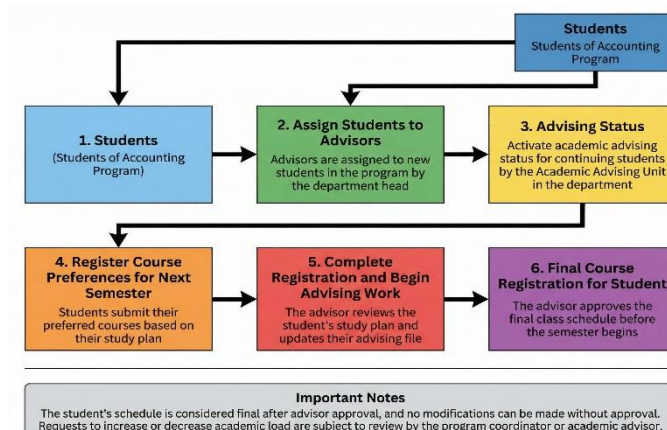 Students
Students of Accounting
Program
1. Students
(Students of Accounting
Program)
2. Assign Students to
Advisors
Advisors are assigned to new
students in the program by
the department head
3. Advising Status
Activate academic advising
status for continuing students
by the Academic Advising Unit
in the department
4. Register Course
Preferences for Next
Semester
Students submit their
preferred courses based on
their study plan
5. Complete
Registration and Begin
Advising Work
The advisor reviews the
student's study plan and
updates their advising file
6. Final Course
Registration for Student
The advisor approves the
final class schedule before
the semester begins
Important Notes
The student's schedule is considered final after advisor approval, and no modifications can be made without approval.
Requests to increase or decrease academic load are subject to review by the program coordinator or academic advisor.